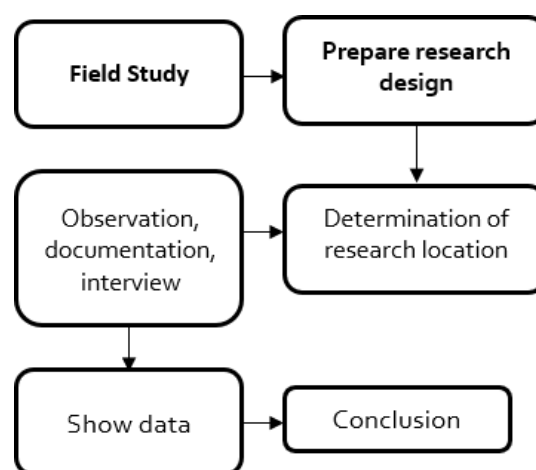 Field Study
Prepare research
design
Observation,
documentation,
interview
Determination of
research location
Show data
Conclusion